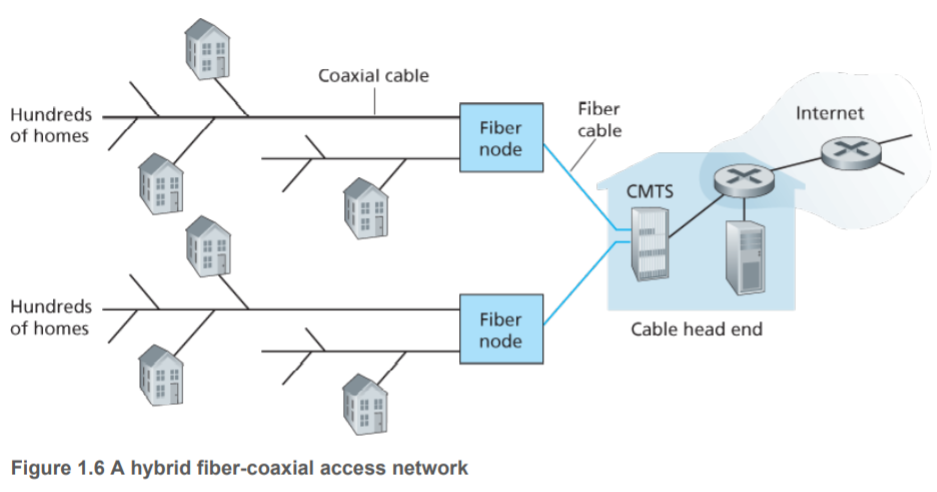 Coaxial cable
Hundreds
of homes
Fiber
node
Fiber
cable
Internet
CMTS
Hundreds
of homes
Fiber
node
Cable head end
Figure 1.6 A hybrid fiber-coaxial access network